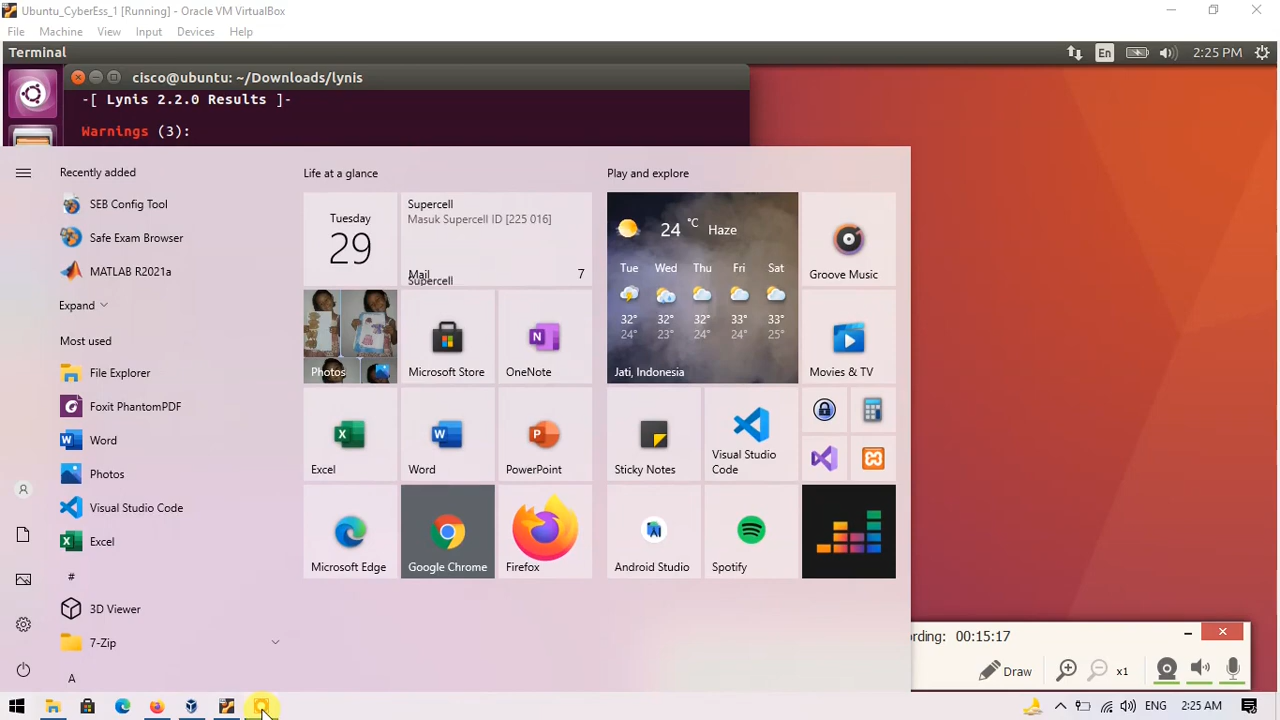 Ubuntu_CyberEss_1 [Running] - Oracle VM VirtualBox
File Machine View Input Devices Help
Terminal En 2:25 PM
cisco@ubuntu: ~/Downloads/lynis
-[ Lynis 2.2.0 Results ]-
Warnings (3):
Recently added
SEB Config Tool
Safe Exam Browser
MATLAB R2021a
Expand
Most used
File Explorer
Foxit PhantomPDF
Word
Photos
Visual Studio Code
Excel
#
3D Viewer
7-Zip
A
Life at a glance
Tuesday
29
Supercell
Masuk Supercell ID [225 016]
Mail 7
Supercell
Photos
Microsoft Store
OneNote
Excel
Word
PowerPoint
Microsoft Edge
Google Chrome
Firefox
Play and explore
24 °C Haze
Tue Wed Thu Fri Sat
32° 32° 32° 33° 33°
24° 23° 24° 24° 25°
Jati, Indonesia
Groove Music
Movies & TV
Sticky Notes
Visual Studio
Code
Android Studio
Spotify
rding: 00:15:17
Draw x1
ENG 2:25 AM